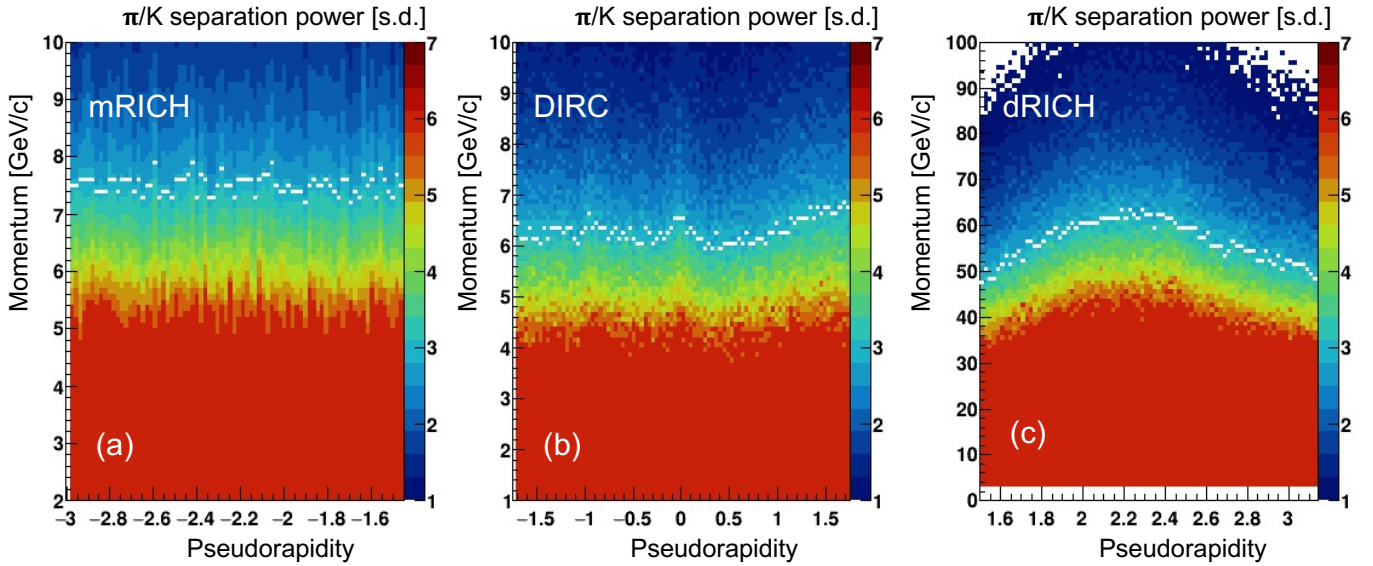 π/K separation power [s.d.]
π/K separation power [s.d.]
π/K separation power [s.d.]
Momentum [GeV/c]
10
9
8
7
6
5
4
3
2
mRICH
(a)
−3 −2.8 −2.6 −2.4 −2.2 −2 −1.8 −1.6
Pseudorapidity
7
6
5
4
3
2
1
Momentum [GeV/c]
10
9
8
7
6
5
4
3
2
1
DIRC
(b)
−1.5 −1 −0.5 0 0.5 1 1.5
Pseudorapidity
7
6
5
4
3
2
1
Momentum [GeV/c]
100
90
80
70
60
50
40
30
20
10
0
dRICH
(c)
1.6 1.8 2 2.2 2.4 2.6 2.8 3
Pseudorapidity
7
6
5
4
3
2
1